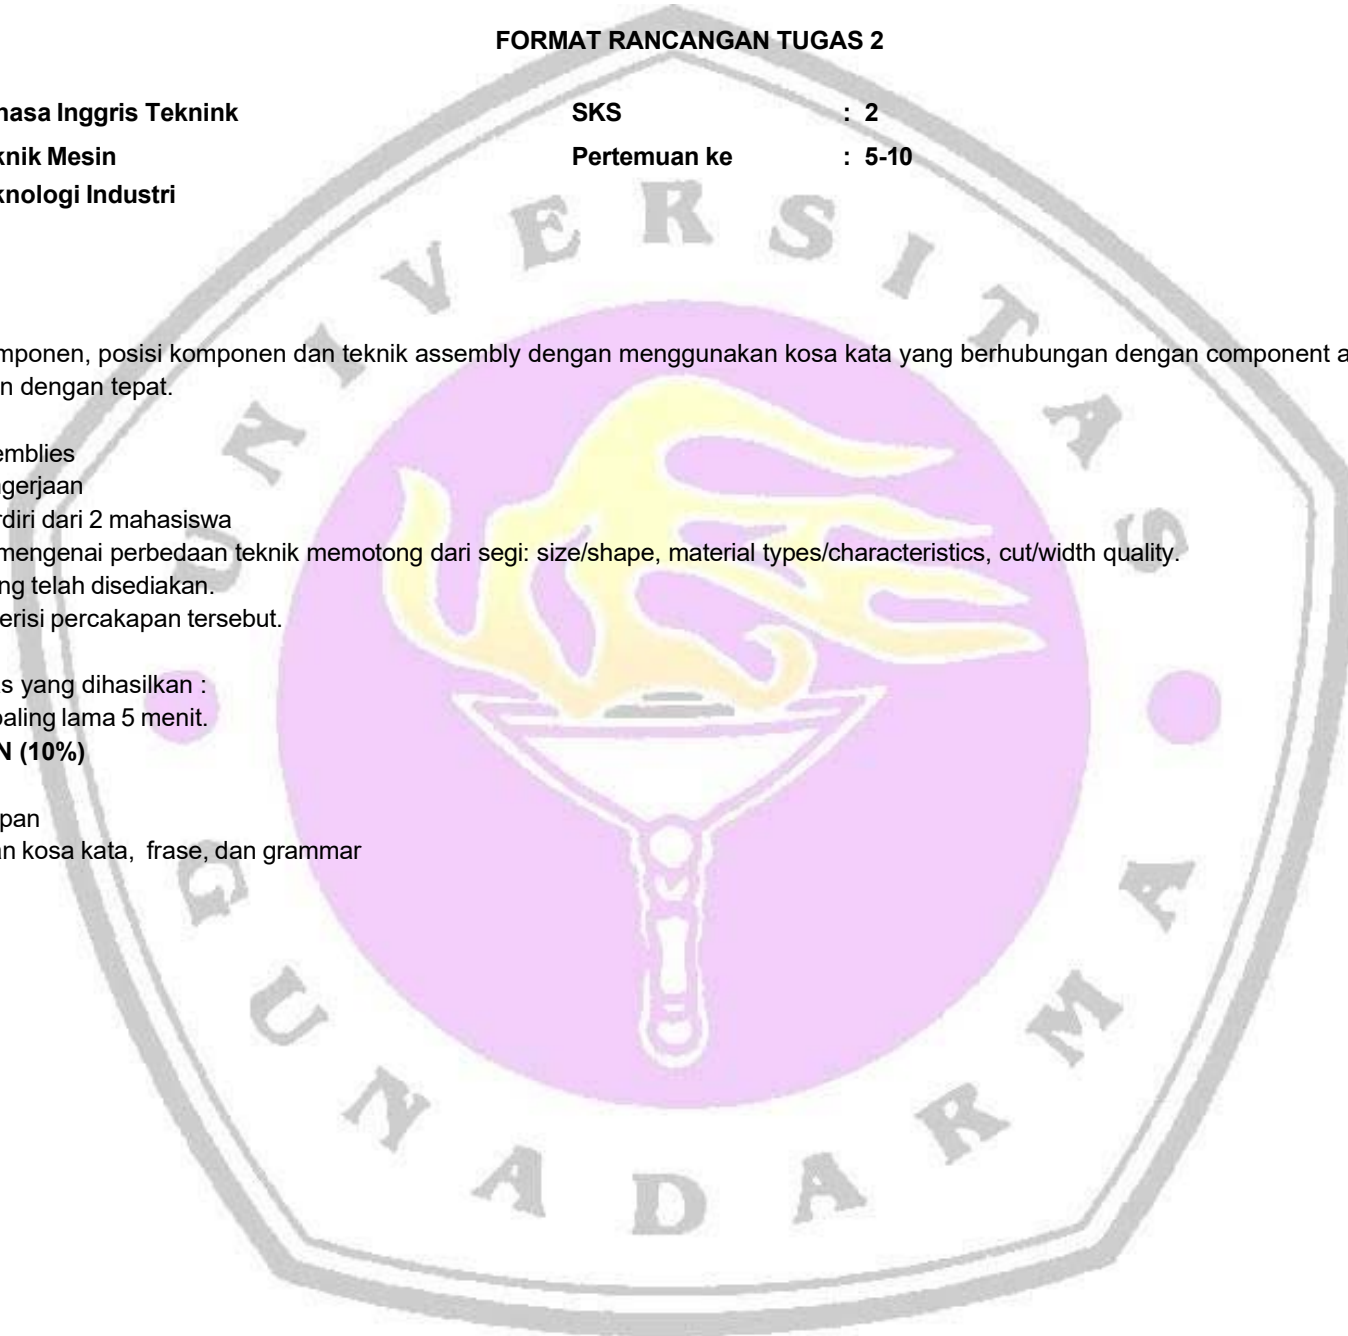 FORMAT RANCANGAN TUGAS 2
hasa Inggris Teknink SKS : 2
knik Mesin Pertemuan ke : 5-10
knologi Industri
mponen, posisi komponen dan teknik assembly dengan menggunakan kosa kata yang berhubungan dengan component a
n dengan tepat.
emblies
ngerjaan
rdiri dari 2 mahasiswa
mengenai perbedaan teknik memotong dari segi: size/shape, material types/characteristics, cut/width quality.
ng telah disediakan.
erisi percakapan tersebut.
s yang dihasilkan :
paling lama 5 menit.
N (10%)
pan
an kosa kata, frase, dan grammar
UNIVERSITAS
GUNADARMA